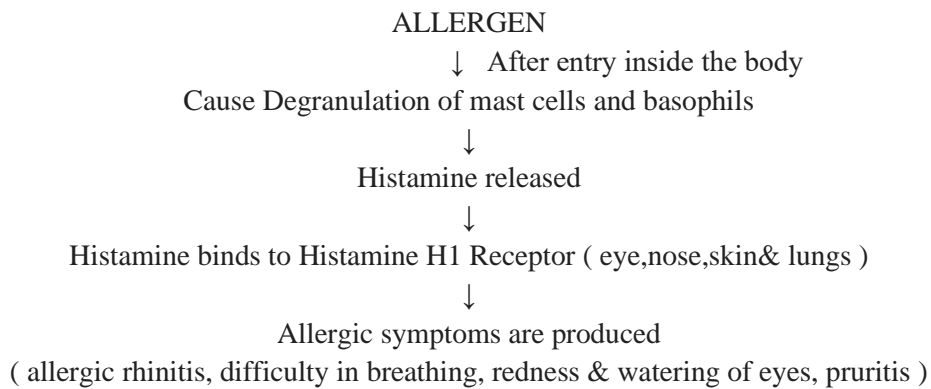 ALLERGEN
↓ After entry inside the body
Cause Degranulation of mast cells and basophils
↓
Histamine released
↓
Histamine binds to Histamine H1 Receptor ( eye,nose,skin& lungs )
↓
Allergic symptoms are produced
( allergic rhinitis, difficulty in breathing, redness & watering of eyes, pruritis )